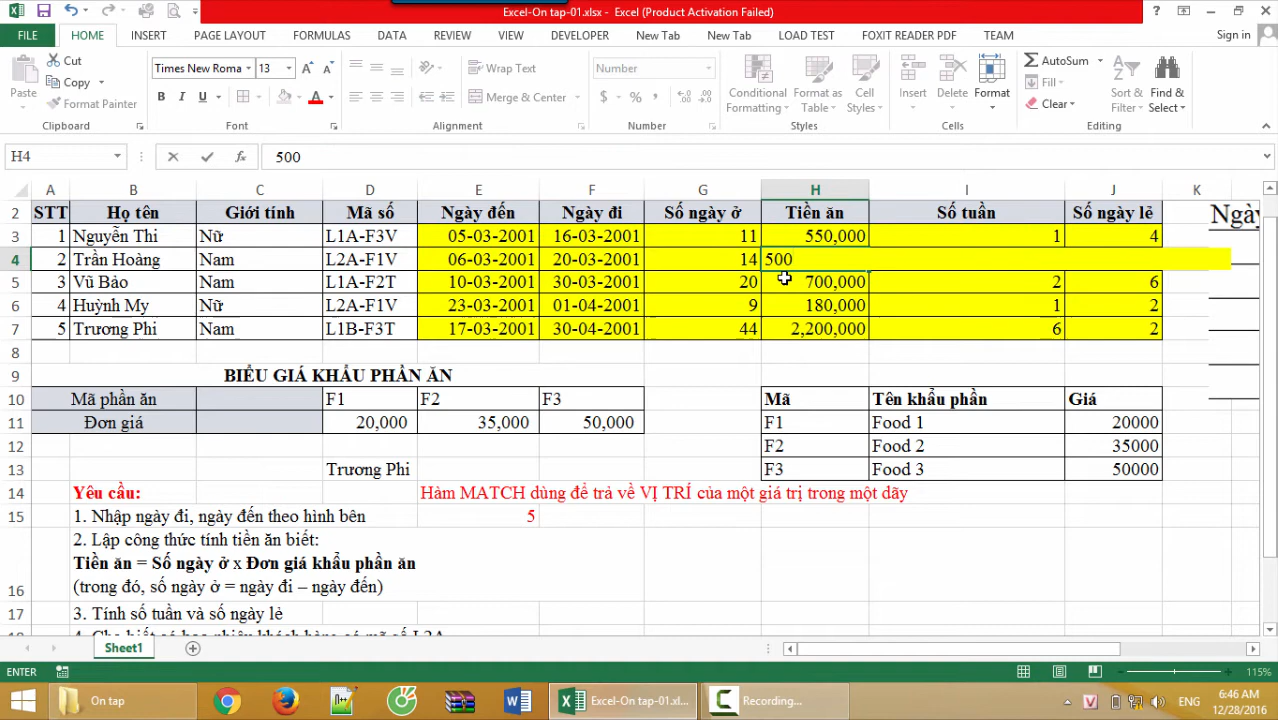 Excel-On tap-01.xlsx - Excel (Product Activation Failed)
FILE HOME INSERT PAGE LAYOUT FORMULAS DATA REVIEW VIEW DEVELOPER New Tab New Tab LOAD TEST FOXIT READER PDF TEAM Sign in
Cut
Copy
Format Painter
Paste
Clipboard
Times New Roma 13
B I U
Font
Wrap Text
Merge & Center
Alignment
Number
$ %
Number
Conditional Formatting
Format as Table
Cell Styles
Styles
Insert Delete Format
Cells
AutoSum
Fill
Clear
Sort & Filter
Find & Select
Editing
H4 fx 500
A B C D E F G H I J K
2 STT Họ tên Giới tính Mã số Ngày đến Ngày đi Số ngày ở Tiền ăn Số tuần Số ngày lẻ Ngày
3 1 Nguyễn Thi Nữ L1A-F3V 05-03-2001 16-03-2001 11 550,000 1 4
4 2 Trần Hoàng Nam L2A-F1V 06-03-2001 20-03-2001 14 500
5 3 Vũ Bảo Nam L1A-F2T 10-03-2001 30-03-2001 20 700,000 2 6
6 4 Huỳnh My Nữ L2A-F1V 23-03-2001 01-04-2001 9 180,000 1 2
7 5 Trương Phi Nam L1B-F3T 17-03-2001 30-04-2001 44 2,200,000 6 2
8
9 BIỂU GIÁ KHẨU PHẦN ĂN
10 Mã phần ăn F1 F2 F3 Mã Tên khẩu phần Giá
11 Đơn giá 20,000 35,000 50,000 F1 Food 1 20000
12 F2 Food 2 35000
13 Trương Phi F3 Food 3 50000
14 Yêu cầu: Hàm MATCH dùng để trả về VỊ TRÍ của một giá trị trong một dãy
15 1. Nhập ngày đi, ngày đến theo hình bên 5
2. Lập công thức tính tiền ăn biết:
Tiền ăn = Số ngày ở x Đơn giá khẩu phần ăn
16 (trong đó, số ngày ở = ngày đi – ngày đến)
17 3. Tính số tuần và số ngày lẻ
Sheet1
ENTER 115%
On tap Excel-On tap-01.xlsx... Recording... ENG 6:46 AM
12/28/2016